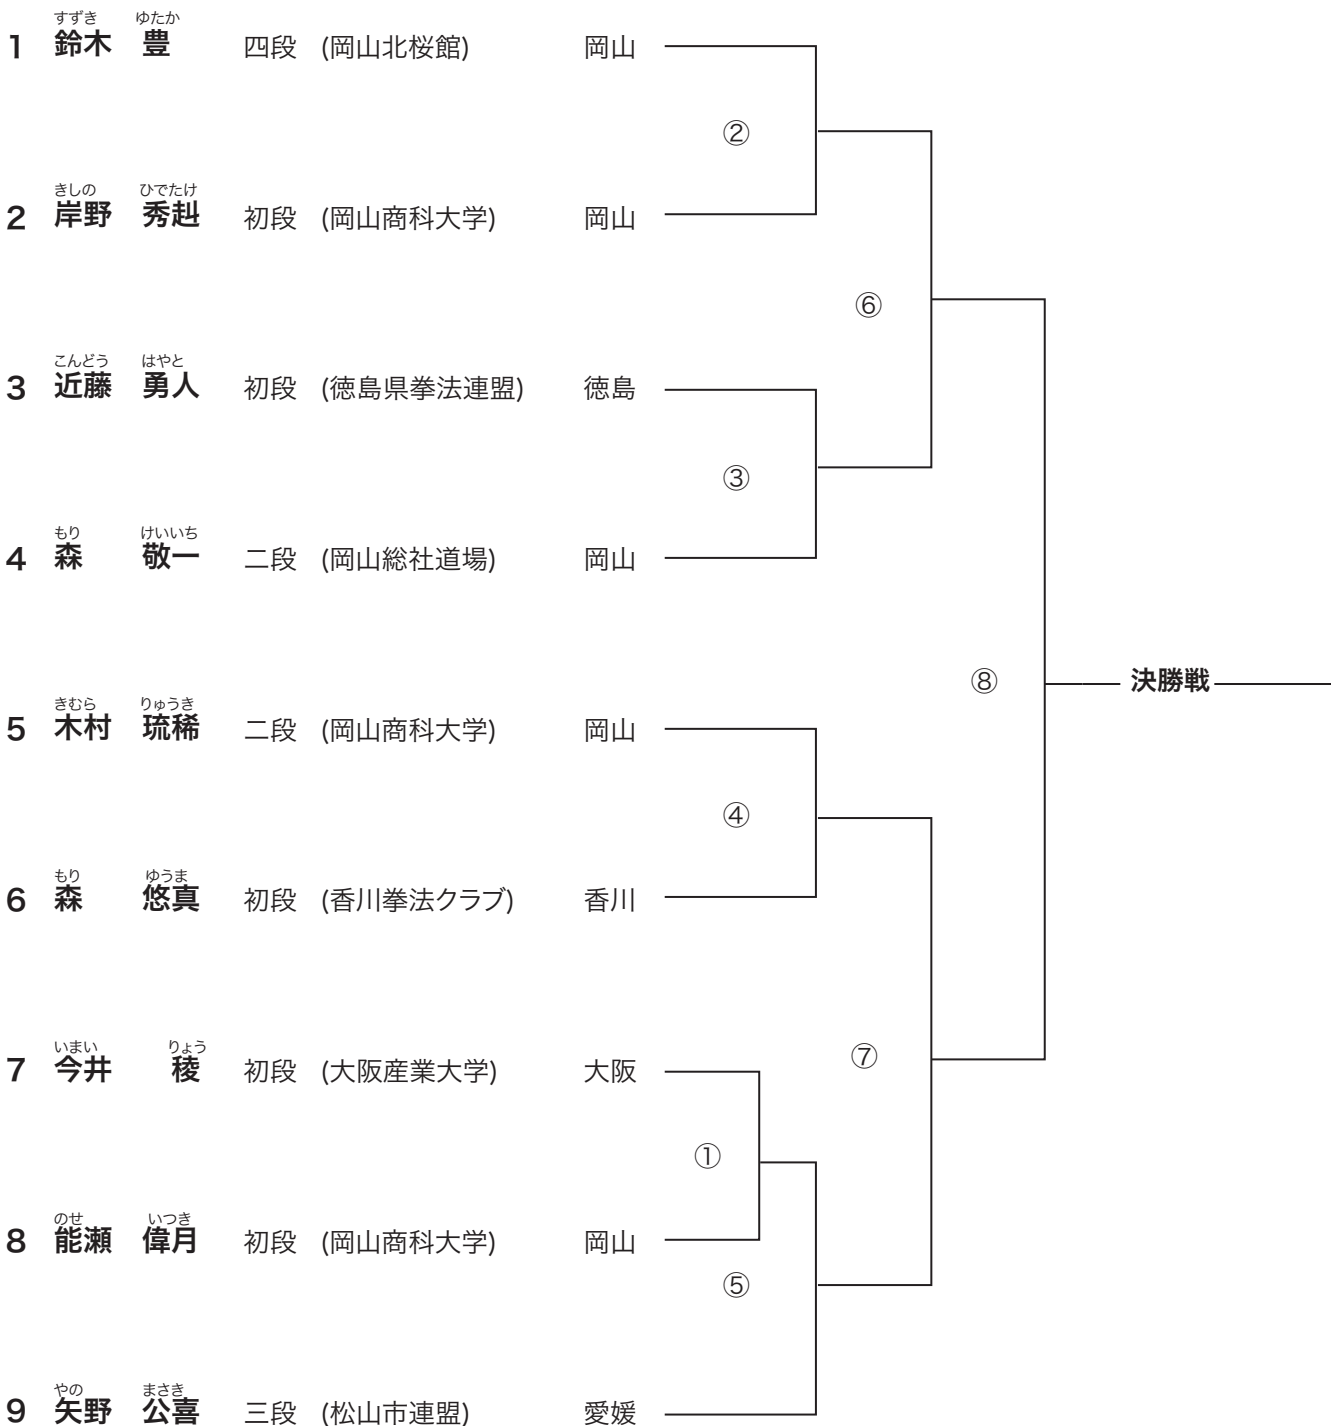 すずき ゆたか
1 鈴木 豊 四段 (岡山北桜館) 岡山
②
きしの ひでたけ
2 岸野 秀赳 初段 (岡山商科大学) 岡山
⑥
こんどう はやと
3 近藤 勇人 初段 (徳島県拳法連盟) 徳島
③
もり けいいち
4 森 敬一 二段 (岡山総社道場) 岡山
⑧ 決勝戦
きむら りゅうき
5 木村 琉稀 二段 (岡山商科大学) 岡山
④
もり ゆうま
6 森 悠真 初段 (香川拳法クラブ) 香川
いまい りょう
7 今井 稜 初段 (大阪産業大学) 大阪
⑦
①
のせ いつき
8 能瀬 偉月 初段 (岡山商科大学) 岡山
⑤
やの まさき
9 矢野 公喜 三段 (松山市連盟) 愛媛